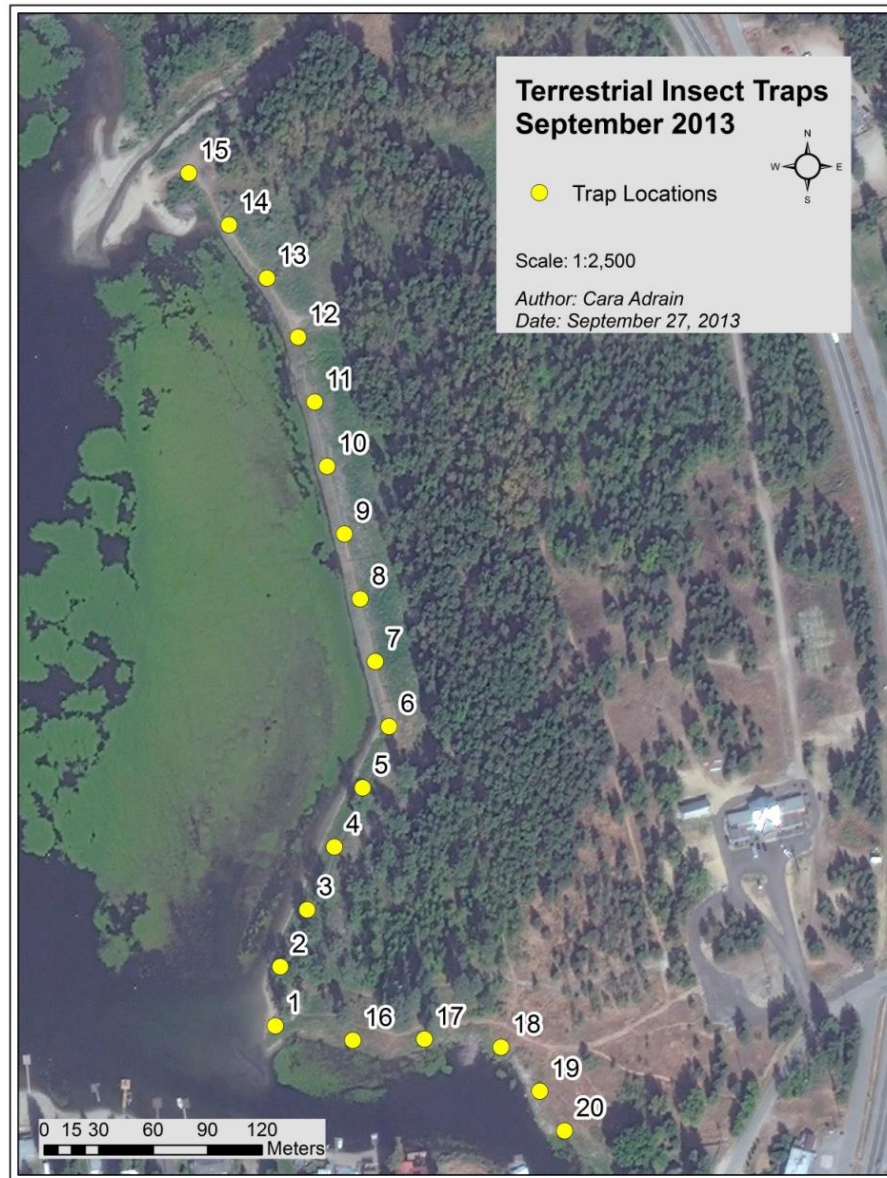 Terrestrial Insect Traps
September 2013
N
W E
S
Trap Locations
Scale: 1:2,500
Author: Cara Adrain
Date: September 27, 2013
15
14
13
12
11
10
9
8
7
6
5
4
3
2
1
16
17
18
19
20
0 15 30 60 90 120
Meters